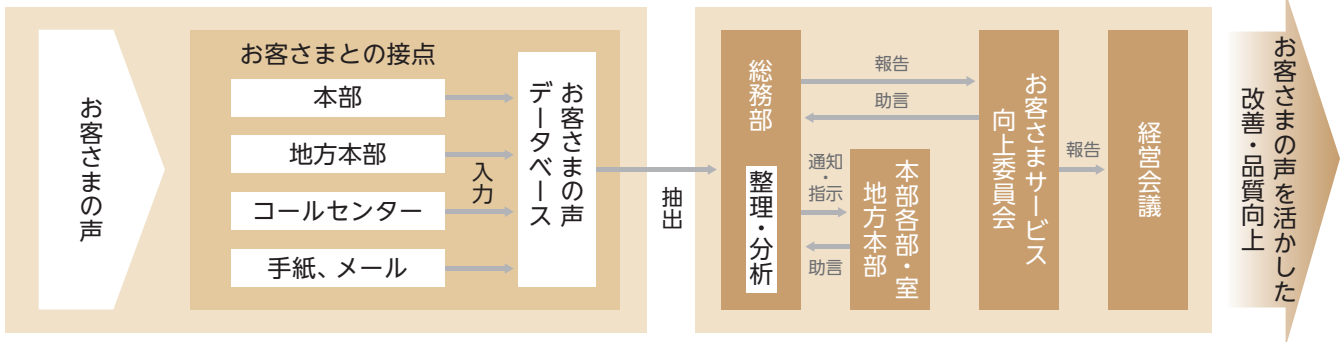 お客さまの声
お客さまとの接点
本部
地方本部
コールセンター
手紙、メール
入力
お客さまの声
データベース
抽出
総務部
整理・分析
報告
助言
通知
・
指示
助言
本部各部・室
地方本部
お客さまサービス
向上委員会
報告
経営会議
お客さまの声を活かした
改善・品質向上